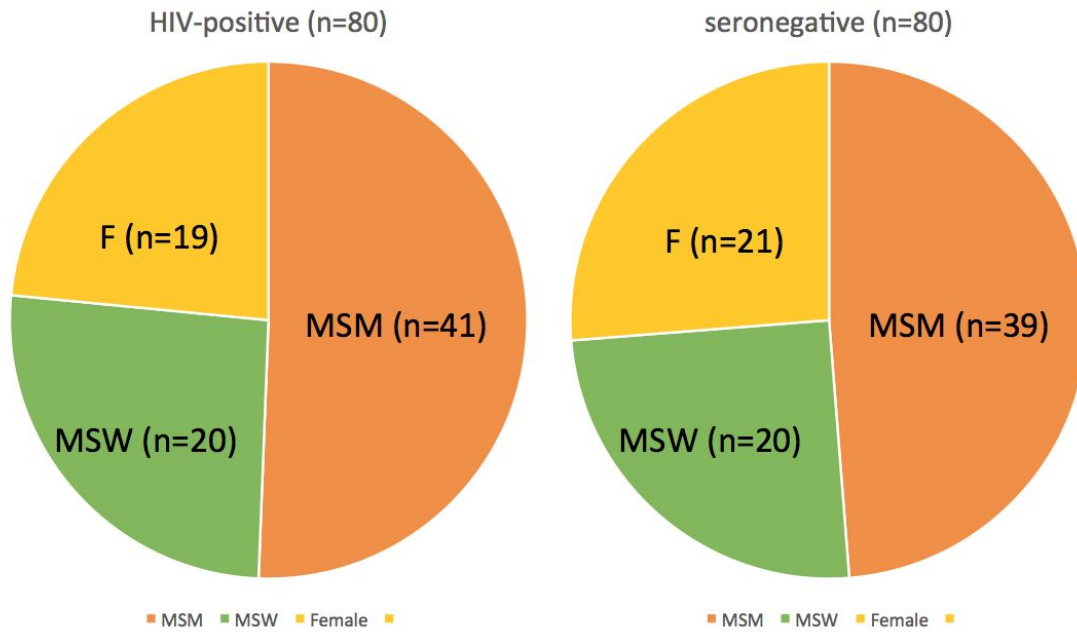 HIV-positive (n=80)
F (n=19)
MSM (n=41)
MSW (n=20)
MSM MSW Female
seronegative (n=80)
F (n=21)
MSM (n=39)
MSW (n=20)
MSM MSW Female